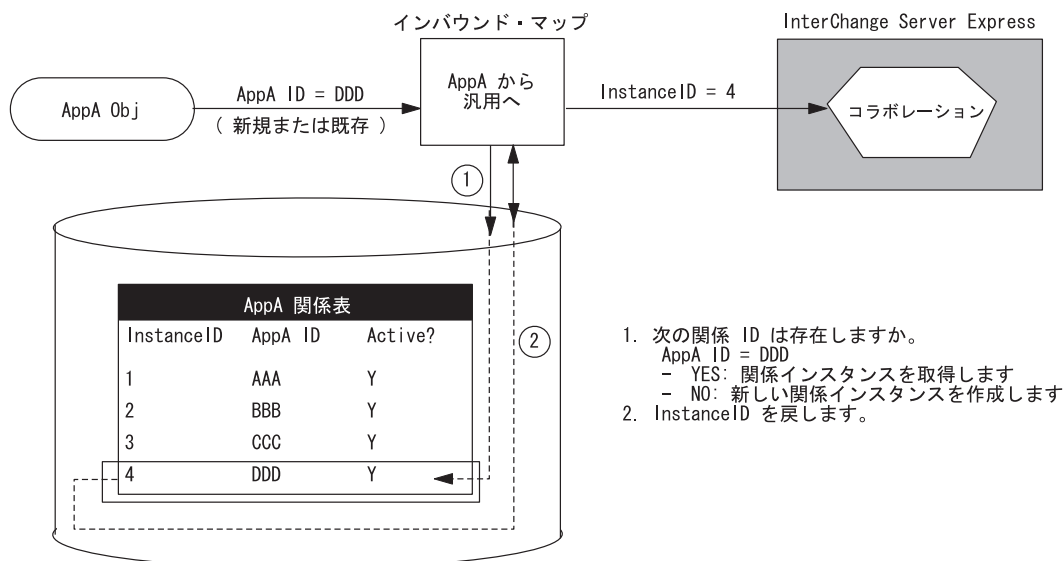 インバウンド・マップ
InterChange Server Express
AppA Obj
AppA ID = DDD
( 新規または既存 )
AppA から
汎用へ
InstanceID = 4
コラボレーション
1
2
AppA 関係表
InstanceID AppA ID Active?
1 AAA Y
2 BBB Y
3 CCC Y
4 DDD Y
1. 次の関係 ID は存在しますか。
AppA ID = DDD
- YES: 関係インスタンスを取得します
- NO: 新しい関係インスタンスを作成します
2. InstanceID を戻します。